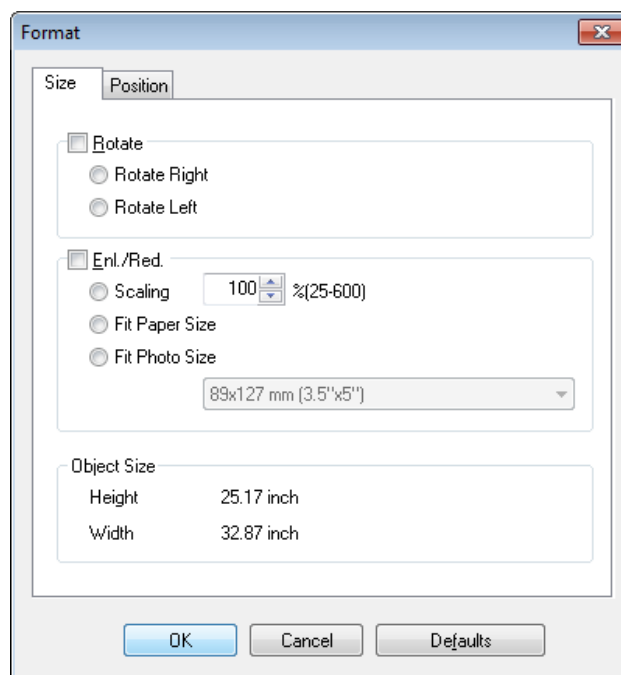 Format
Size Position
Rotate
Rotate Right
Rotate Left
Enl./Red.
Scaling 100 %(25-600)
Fit Paper Size
Fit Photo Size
89x127 mm (3.5"x5")
Object Size
Height 25.17 inch
Width 32.87 inch
OK Cancel Defaults